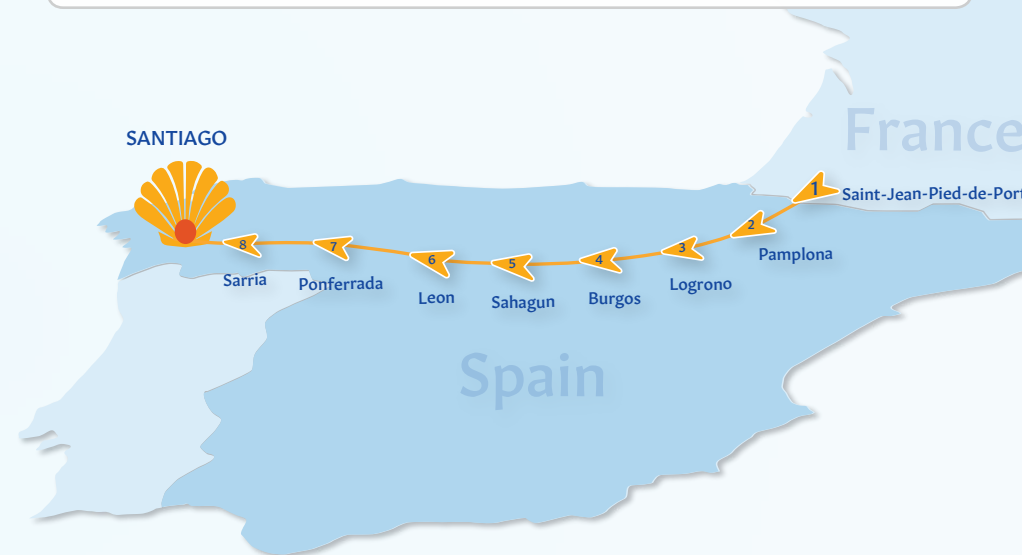 France
SANTIAGO
1
Saint-Jean-Pied-de-Port
2
Pamplona
3
Logrono
4
Burgos
5
Sahagun
6
Leon
7
Ponferrada
8
Sarria
Spain